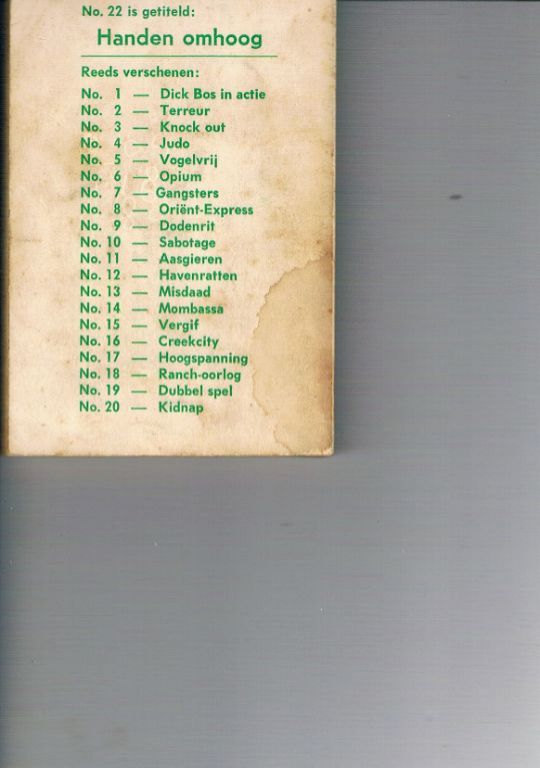 No. 22 is getiteld:
Handen omhoog
Reeds verschenen:
No. 1 — Dick Bos in actie
No. 2 — Terreur
No. 3 — Knock out
No. 4 — Judo
No. 5 — Vogelvrij
No. 6 — Opium
No. 7 — Gangsters
No. 8 — Oriënt-Express
No. 9 — Dodenrit
No. 10 — Sabotage
No. 11 — Aasgieren
No. 12 — Havenratten
No. 13 — Misdaad
No. 14 — Mombassa
No. 15 — Vergif
No. 16 — Creekcity
No. 17 — Hoogspanning
No. 18 — Ranch-oorlog
No. 19 — Dubbel spel
No. 20 — Kidnap